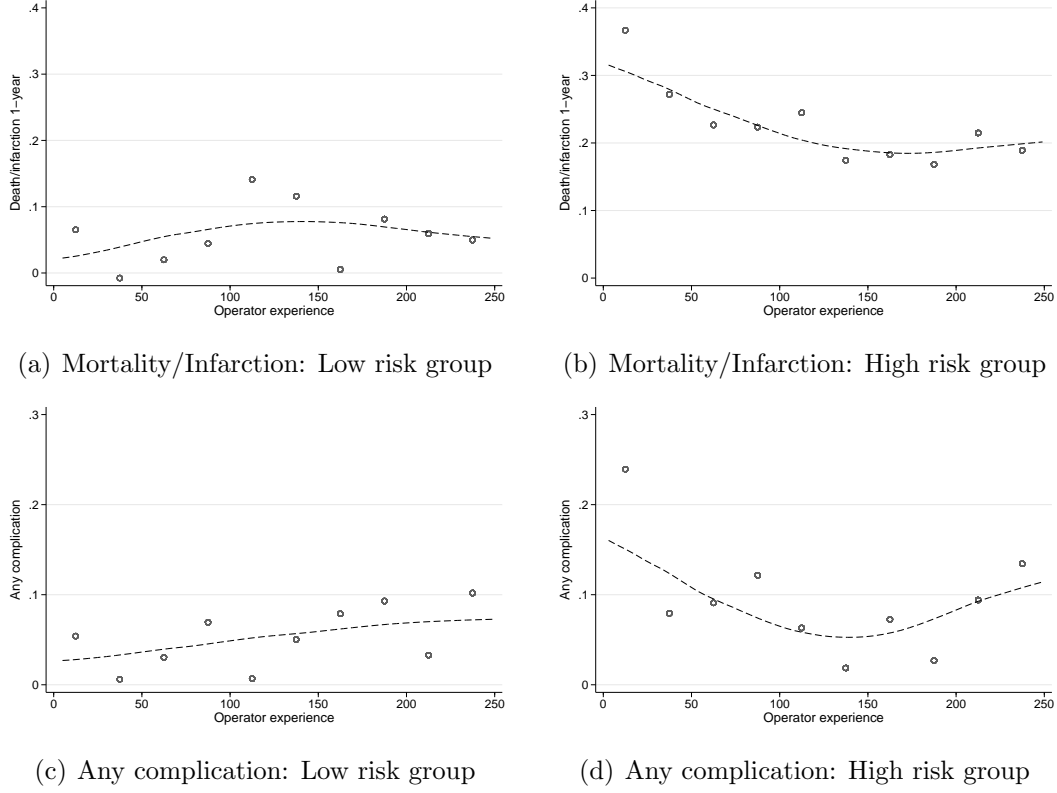 .4
.3
.2
.1
0
Death/infarction 1−year
0 50 100 150 200 250
Operator experience
(a) Mortality/Infarction: Low risk group
.4
.3
.2
.1
0
Death/infarction 1−year
0 50 100 150 200 250
Operator experience
(b) Mortality/Infarction: High risk group
.3
.2
.1
0
Any complication
0 50 100 150 200 250
Operator experience
(c) Any complication: Low risk group
.3
.2
.1
0
Any complication
0 50 100 150 200 250
Operator experience
(d) Any complication: High risk group